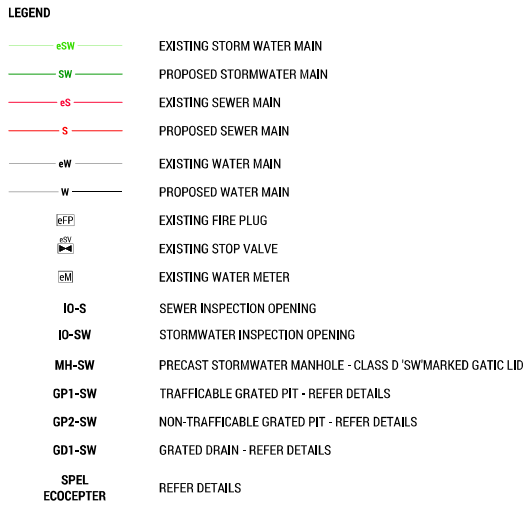 LEGEND
eSW EXISTING STORM WATER MAIN
SW PROPOSED STORMWATER MAIN
eS EXISTING SEWER MAIN
S PROPOSED SEWER MAIN
eW EXISTING WATER MAIN
W PROPOSED WATER MAIN
eFP EXISTING FIRE PLUG
eSV EXISTING STOP VALVE
eM EXISTING WATER METER
IO-S SEWER INSPECTION OPENING
IO-SW STORMWATER INSPECTION OPENING
MH-SW PRECAST STORMWATER MANHOLE - CLASS D 'SW'MARKED GATIC LID
GP1-SW TRAFFICABLE GRATED PIT - REFER DETAILS
GP2-SW NON-TRAFFICABLE GRATED PIT - REFER DETAILS
GD1-SW GRATED DRAIN - REFER DETAILS
SPEL
ECOCEPTER REFER DETAILS